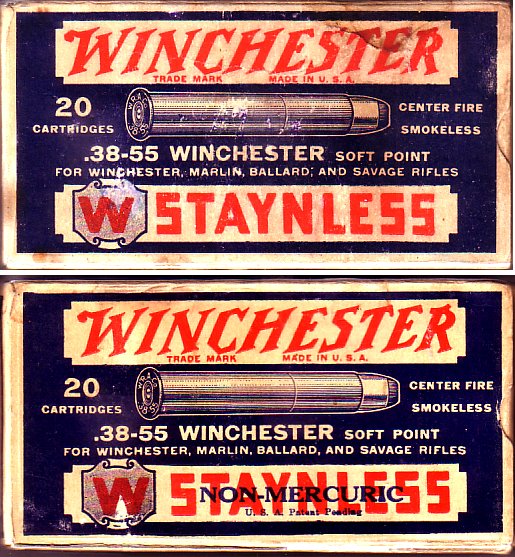 WINCHESTER
TRADE MARK MADE IN U.S.A.
20 CARTRIDGES
CENTER FIRE SMOKELESS
.38-55 WINCHESTER SOFT POINT
FOR WINCHESTER, MARLIN, BALLARD, AND SAVAGE RIFLES
W STAYNLESS
WINCHESTER
TRADE MARK MADE IN U.S.A.
20 CARTRIDGES
CENTER FIRE SMOKELESS
.38-55 WINCHESTER SOFT POINT
FOR WINCHESTER, MARLIN, BALLARD, AND SAVAGE RIFLES
W STAYNLESS
NON-MERCURIC
U. S. A. Patent Pending